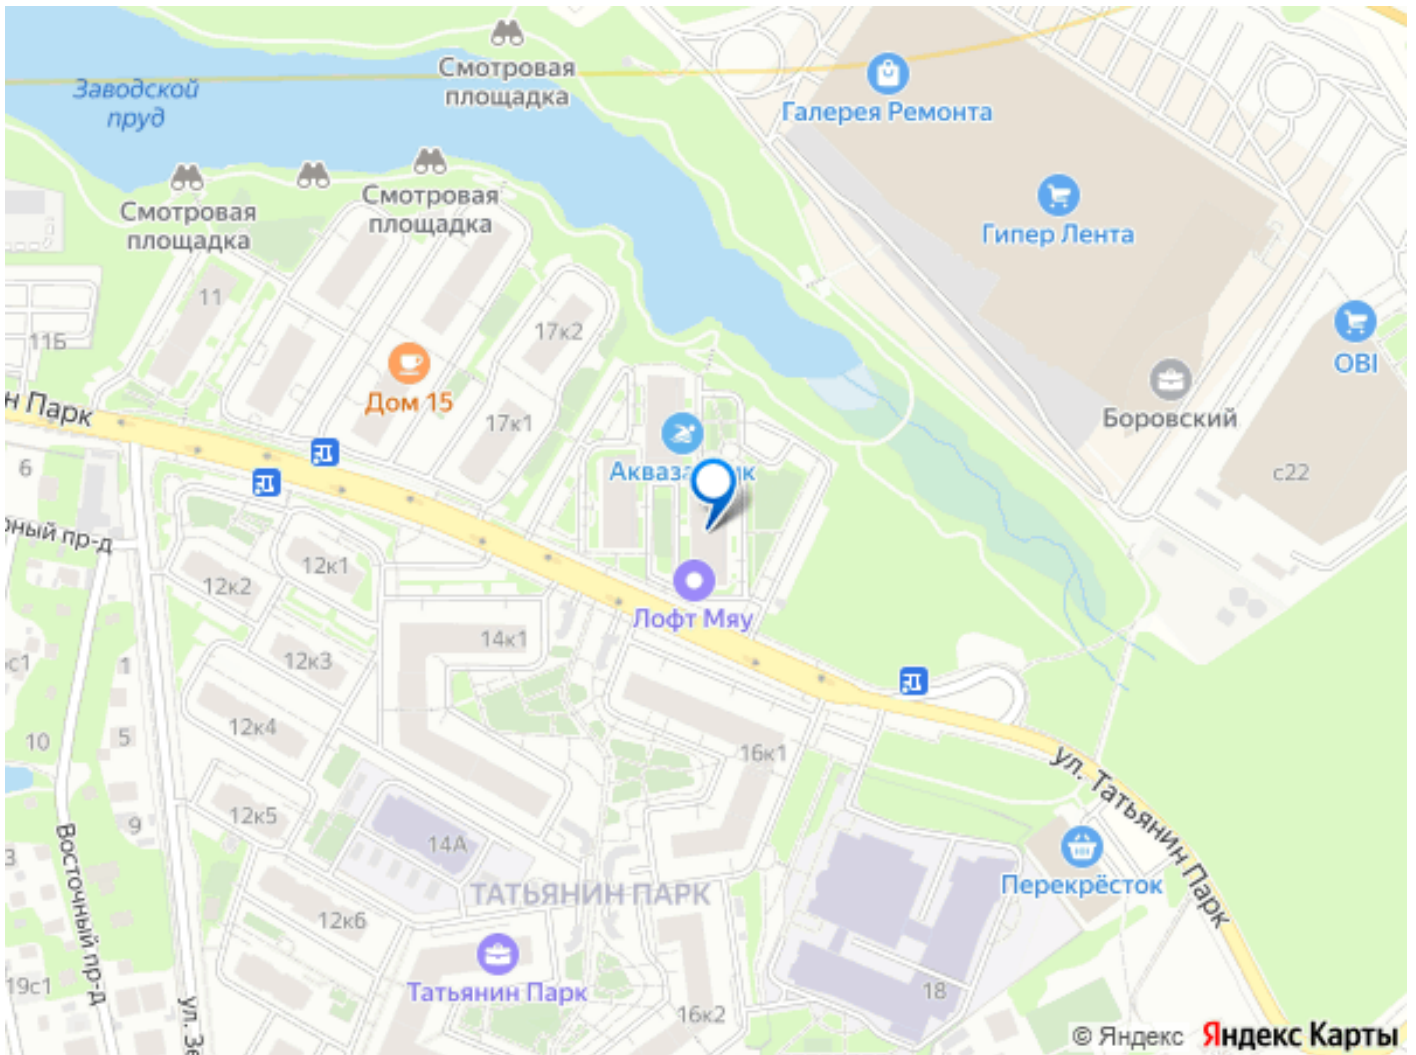 Смотровая
площадка
Заводской
пруд
Галерея Ремонта
Смотровая
площадка
Смотровая
площадка
Гипер Лента
11
11Б
17к2
OBI
Дом 15
17к1
Боровский
н Парк
6
с22
ный пр-д
12к1
12к2
Лофт Мяу
14к1
с1
1
12к3
12к4
10
5
16к1
ул. Татьянин Парк
12к5
9
14А
3
Восточный пр-д
Перекрёсток
ТАТЬЯНИН ПАРК
12к6
19с1
Татьянин Парк
18
ул. Зе
16к2
© Яндекс Яндекс Карты